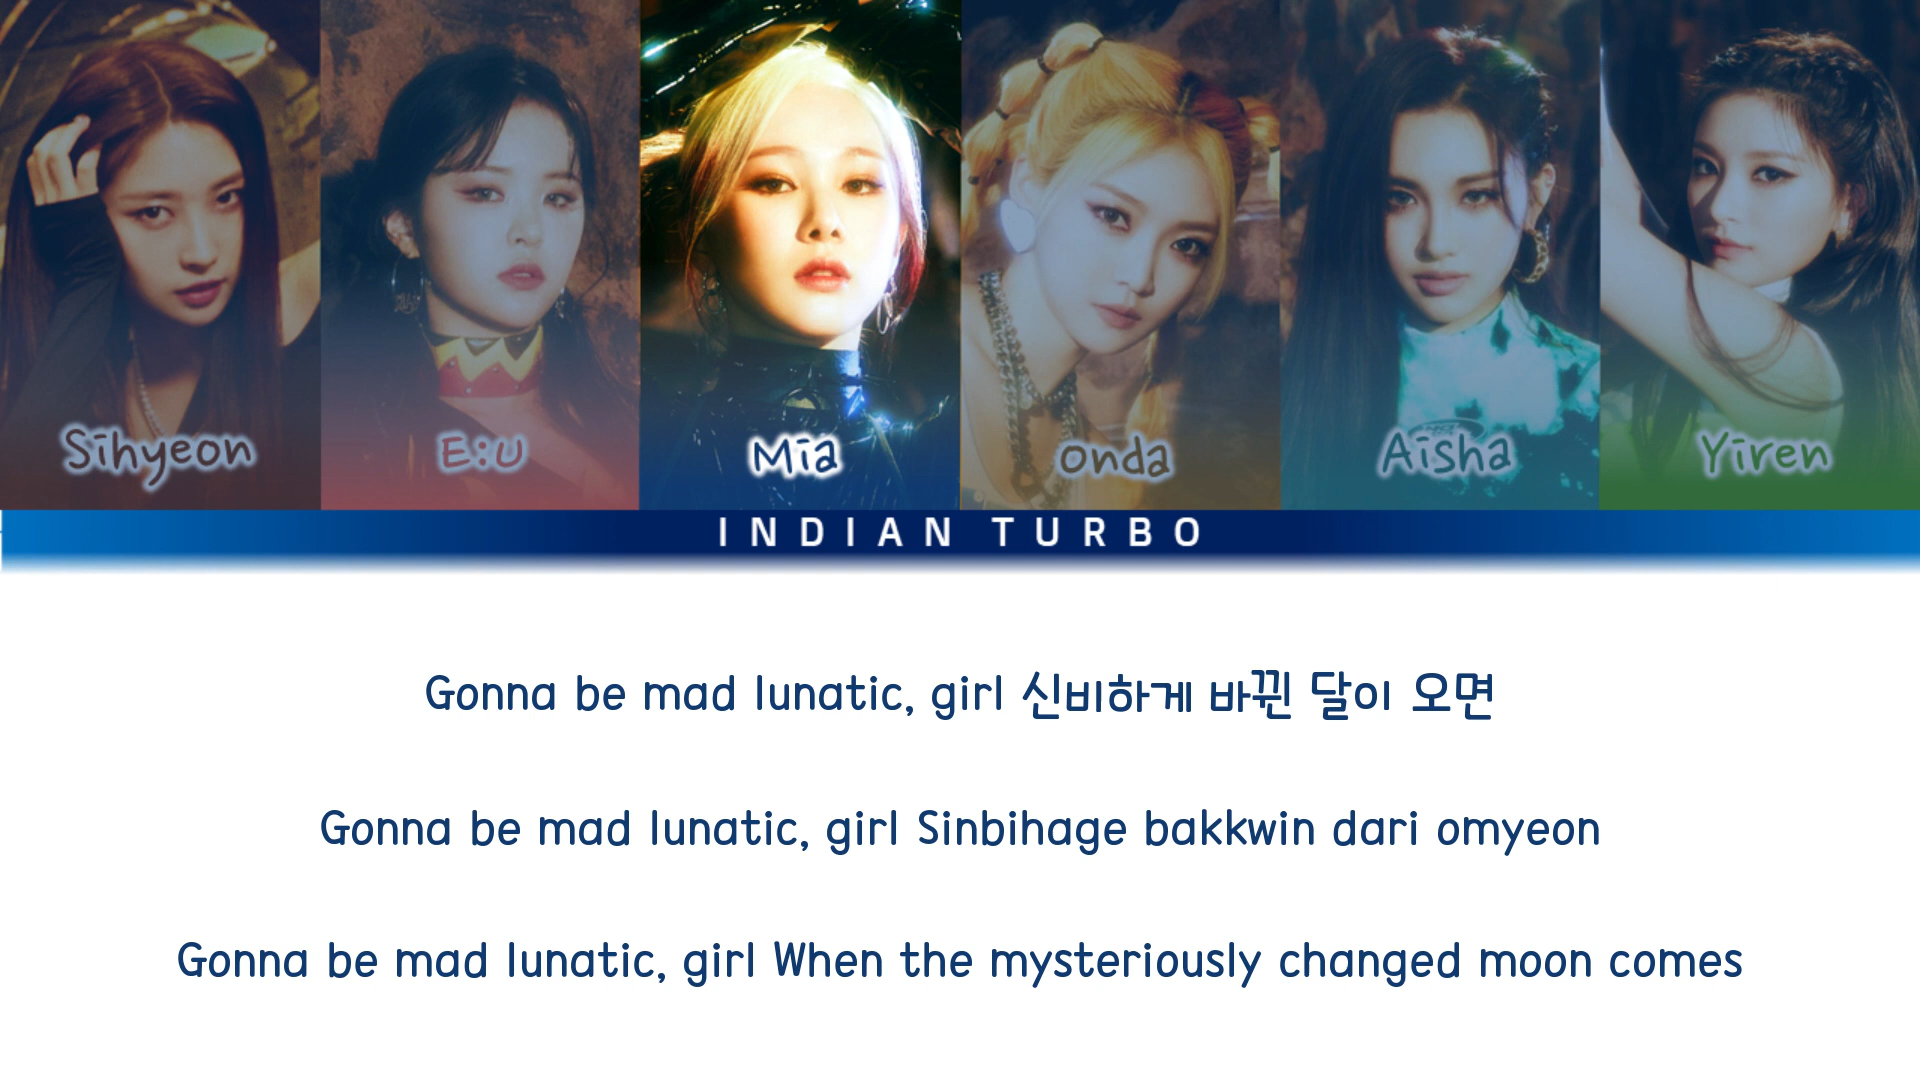 Sihyeon
E:U
Mia
onda
Aisha
Yiren
INDIAN TURBO
Gonna be mad lunatic, girl 신비하게 바뀐 달이 오면
Gonna be mad lunatic, girl Sinbihage bakkwin dari omyeon
Gonna be mad lunatic, girl When the mysteriously changed moon comes